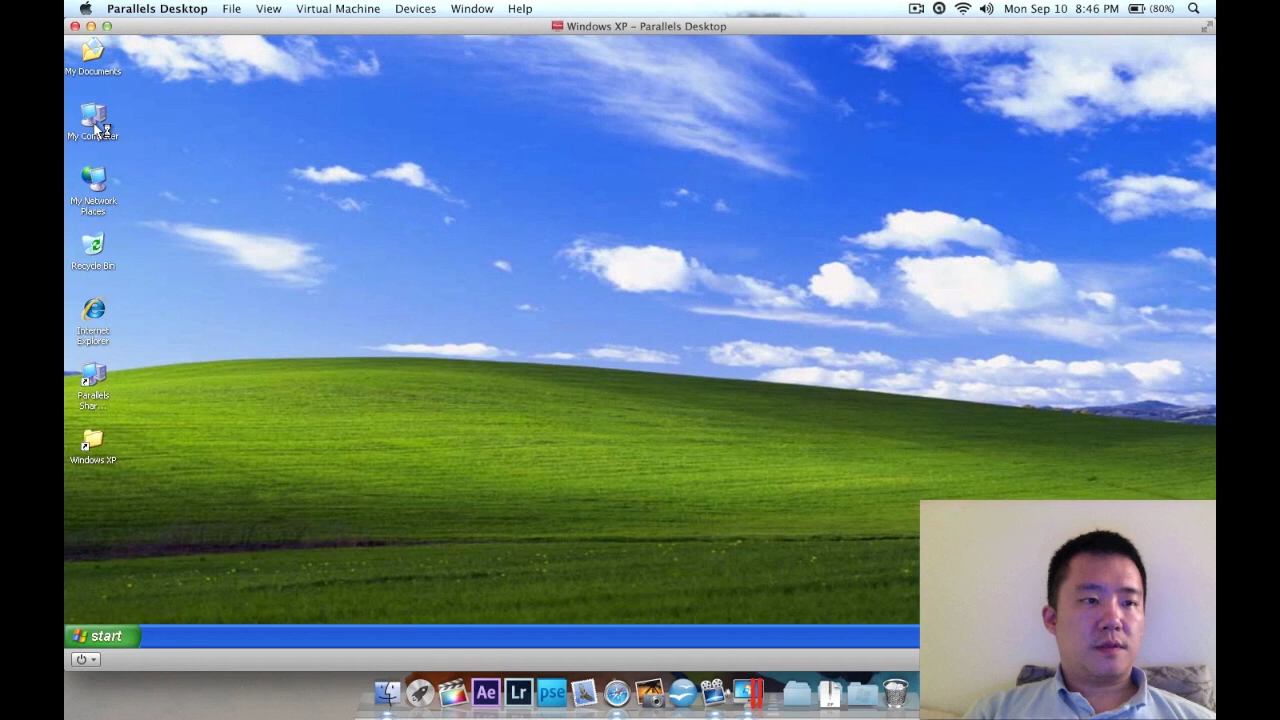 Parallels Desktop File View Virtual Machine Devices Window Help Mon Sep 10 8:46 PM (80%)
Windows XP – Parallels Desktop
My Documents
My Computer
My Network
Places
Recycle Bin
Internet
Explorer
Parallels
Shar...
Windows XP
start
Ae Lr pse